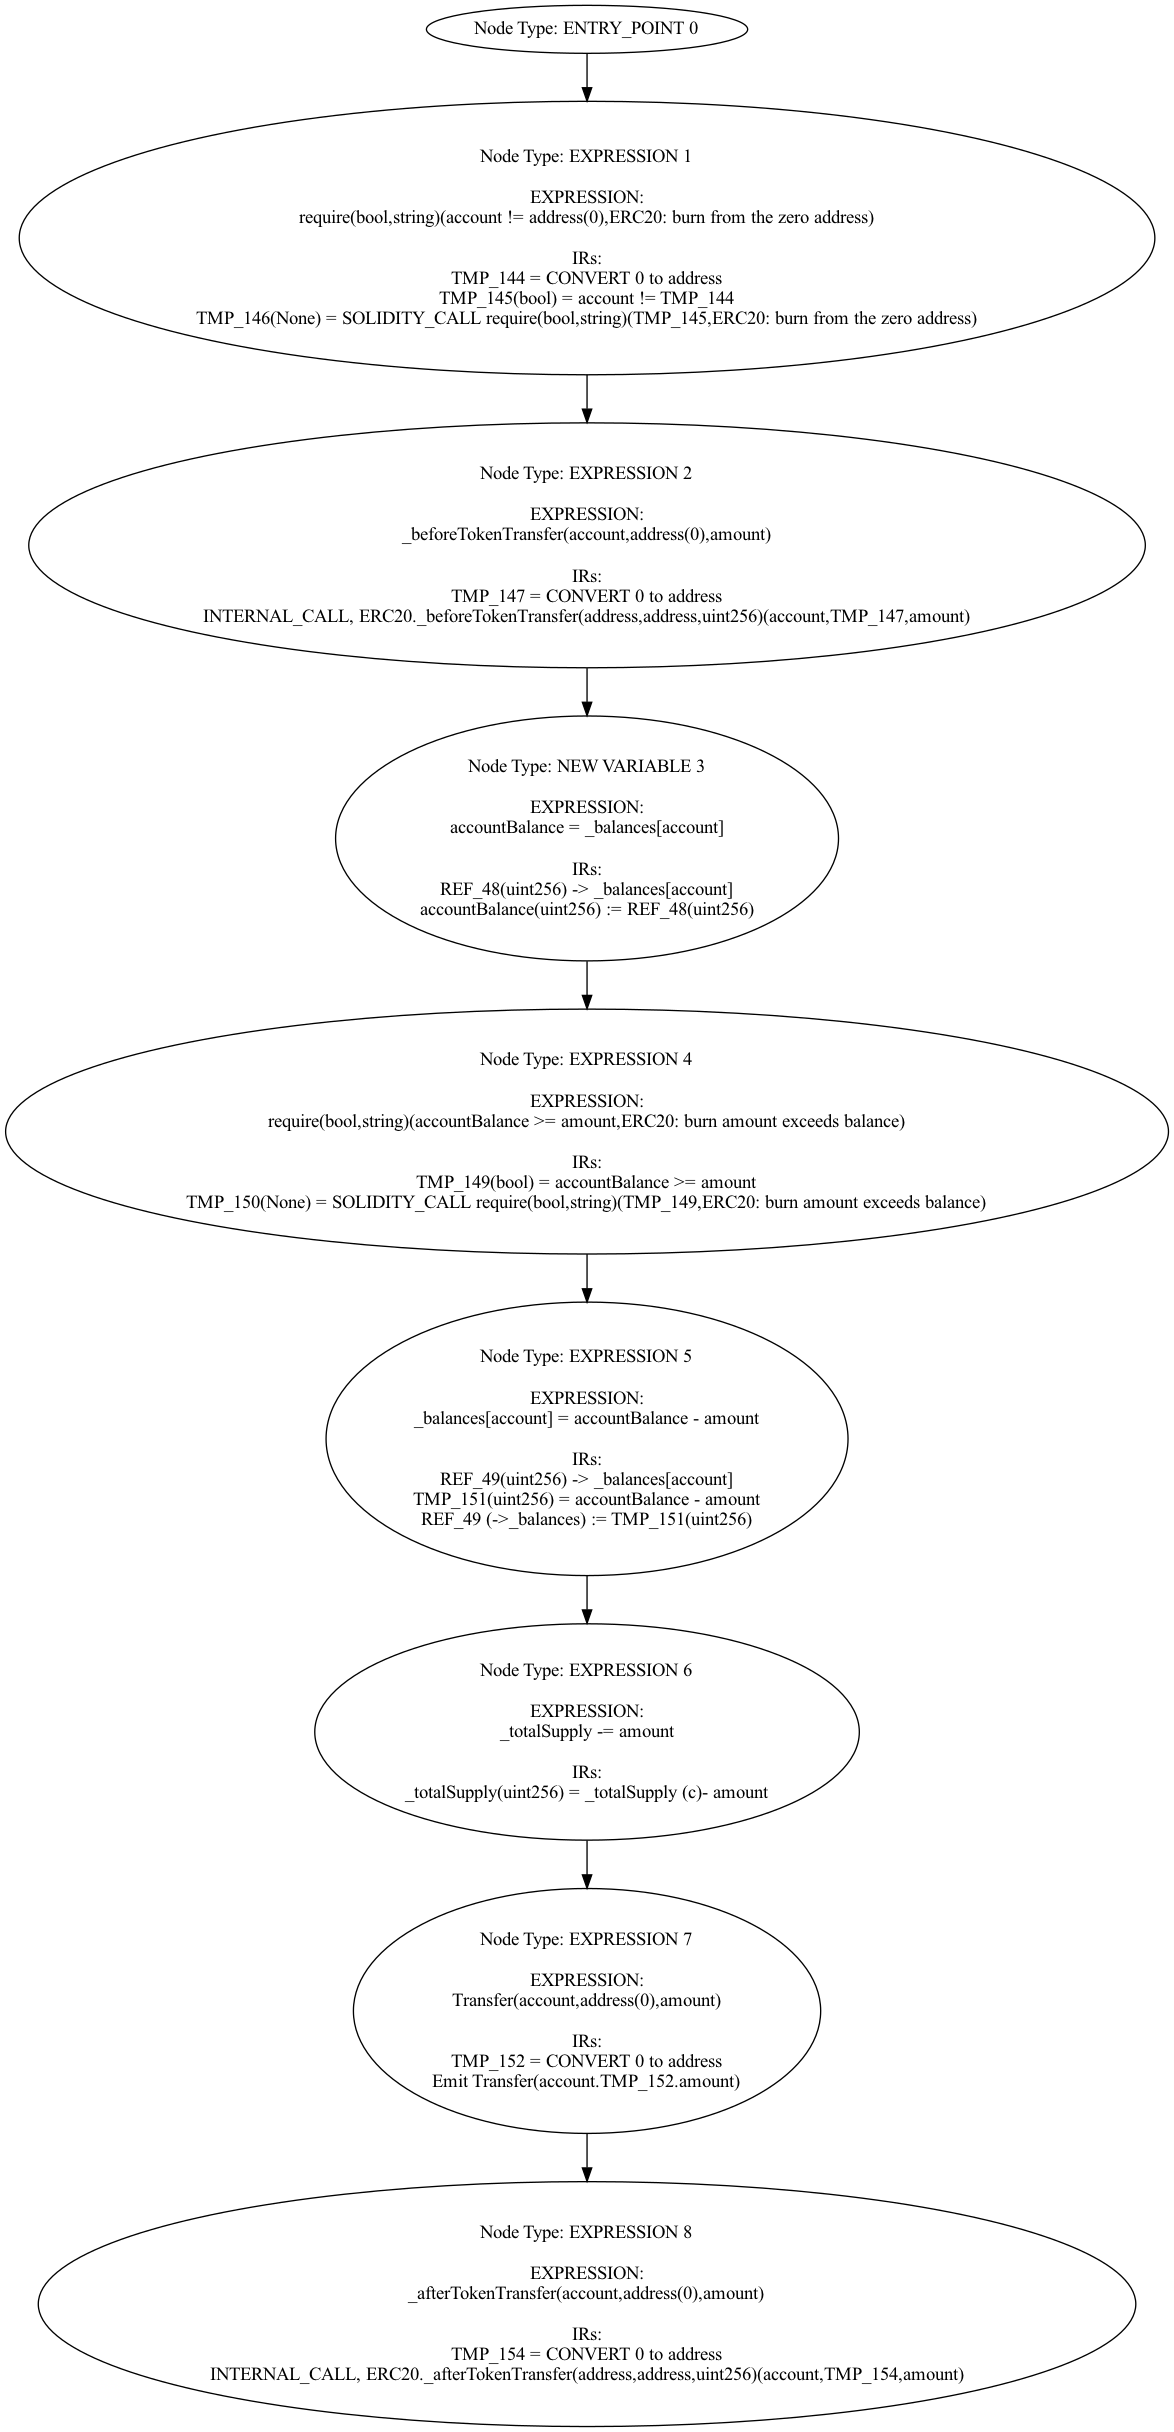 Node Type: ENTRY_POINT 0
Node Type: EXPRESSION 1
EXPRESSION:
require(bool,string)(account != address(0),ERC20: burn from the zero address)
IRs:
TMP_144 = CONVERT 0 to address
TMP_145(bool) = account != TMP_144
TMP_146(None) = SOLIDITY_CALL require(bool,string)(TMP_145,ERC20: burn from the zero address)
Node Type: EXPRESSION 2
EXPRESSION:
_beforeTokenTransfer(account,address(0),amount)
IRs:
TMP_147 = CONVERT 0 to address
INTERNAL_CALL, ERC20._beforeTokenTransfer(address,address,uint256)(account,TMP_147,amount)
Node Type: NEW VARIABLE 3
EXPRESSION:
accountBalance = _balances[account]
IRs:
REF_48(uint256) -> _balances[account]
accountBalance(uint256) := REF_48(uint256)
Node Type: EXPRESSION 4
EXPRESSION:
require(bool,string)(accountBalance >= amount,ERC20: burn amount exceeds balance)
IRs:
TMP_149(bool) = accountBalance >= amount
TMP_150(None) = SOLIDITY_CALL require(bool,string)(TMP_149,ERC20: burn amount exceeds balance)
Node Type: EXPRESSION 5
EXPRESSION:
_balances[account] = accountBalance - amount
IRs:
REF_49(uint256) -> _balances[account]
TMP_151(uint256) = accountBalance - amount
REF_49 (->_balances) := TMP_151(uint256)
Node Type: EXPRESSION 6
EXPRESSION:
_totalSupply -= amount
IRs:
_totalSupply(uint256) = _totalSupply (c)- amount
Node Type: EXPRESSION 7
EXPRESSION:
Transfer(account,address(0),amount)
IRs:
TMP_152 = CONVERT 0 to address
Emit Transfer(account.TMP_152.amount)
Node Type: EXPRESSION 8
EXPRESSION:
_afterTokenTransfer(account,address(0),amount)
IRs:
TMP_154 = CONVERT 0 to address
INTERNAL_CALL, ERC20._afterTokenTransfer(address,address,uint256)(account,TMP_154,amount)